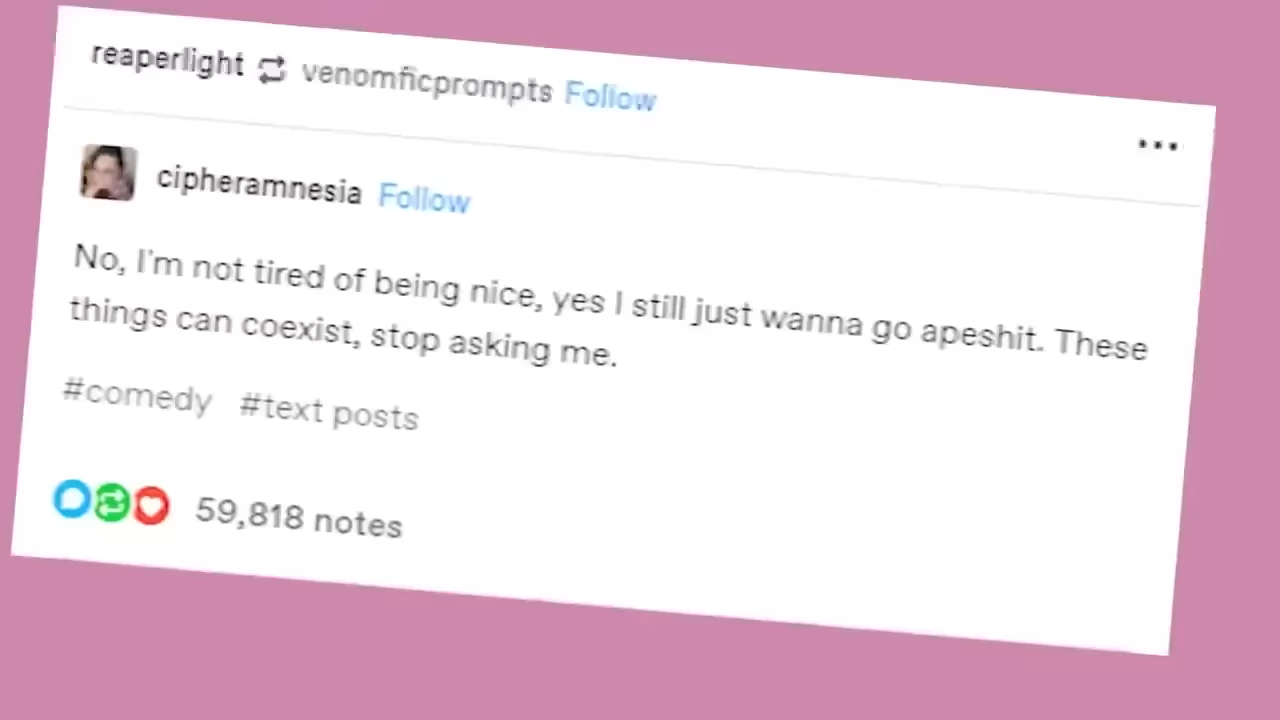 reaperlight venomficprompts Follow
cipheramnesia Follow
No, I'm not tired of being nice, yes I still just wanna go apeshit. These
things can coexist, stop asking me.
#comedy #text posts
59,818 notes